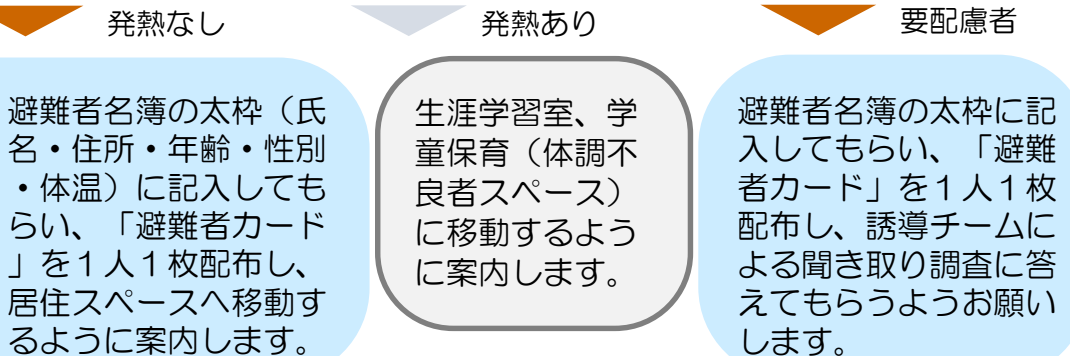 発熱なし
避難者名簿の太枠（氏
名・住所・年齢・性別
・体温）に記入しても
らい、「避難者カード
」を１人１枚配布し、
居住スペースへ移動す
るように案内します。
発熱あり
生涯学習室、学
童保育（体調不
良者スペース）
に移動するよう
に案内します。
要配慮者
避難者名簿の太枠に記
入してもらい、「避難
者カード」を１人１枚
配布し、誘導チームに
よる聞き取り調査に答
えてもらうようお願い
します。